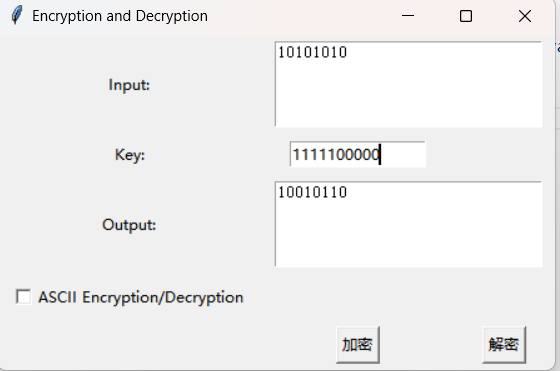 Encryption and Decryption
Input:
10101010
Key:
1111100000
Output:
10010110
ASCII Encryption/Decryption
加密
解密